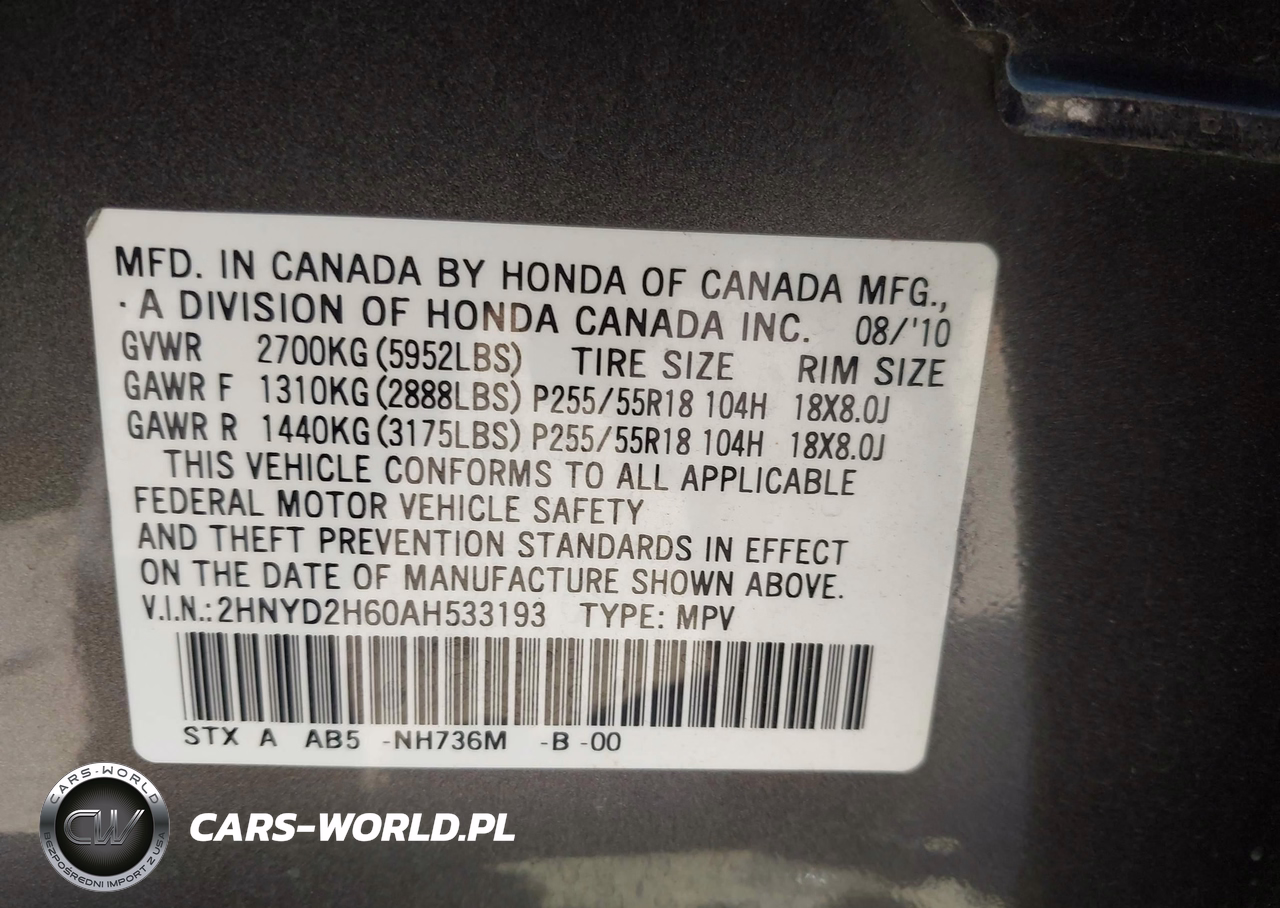 MFD. IN CANADA BY HONDA OF CANADA MFG.,
· A DIVISION OF HONDA CANADA INC. 08/'10
GVWR 2700KG (5952LBS) TIRE SIZE RIM SIZE
GAWR F 1310KG (2888LBS) P255/55R18 104H 18X8.0J
GAWR R 1440KG (3175LBS) P255/55R18 104H 18X8.0J
THIS VEHICLE CONFORMS TO ALL APPLICABLE
FEDERAL MOTOR VEHICLE SAFETY
AND THEFT PREVENTION STANDARDS IN EFFECT
ON THE DATE OF MANUFACTURE SHOWN ABOVE.
V.I.N.: 2HNYD2H60AH533193 TYPE: MPV
STX A AB5 -NH736M -B -00
CARS-WORLD
CW
BEZPOŚREDNI IMPORT Z USA
CARS-WORLD.PL